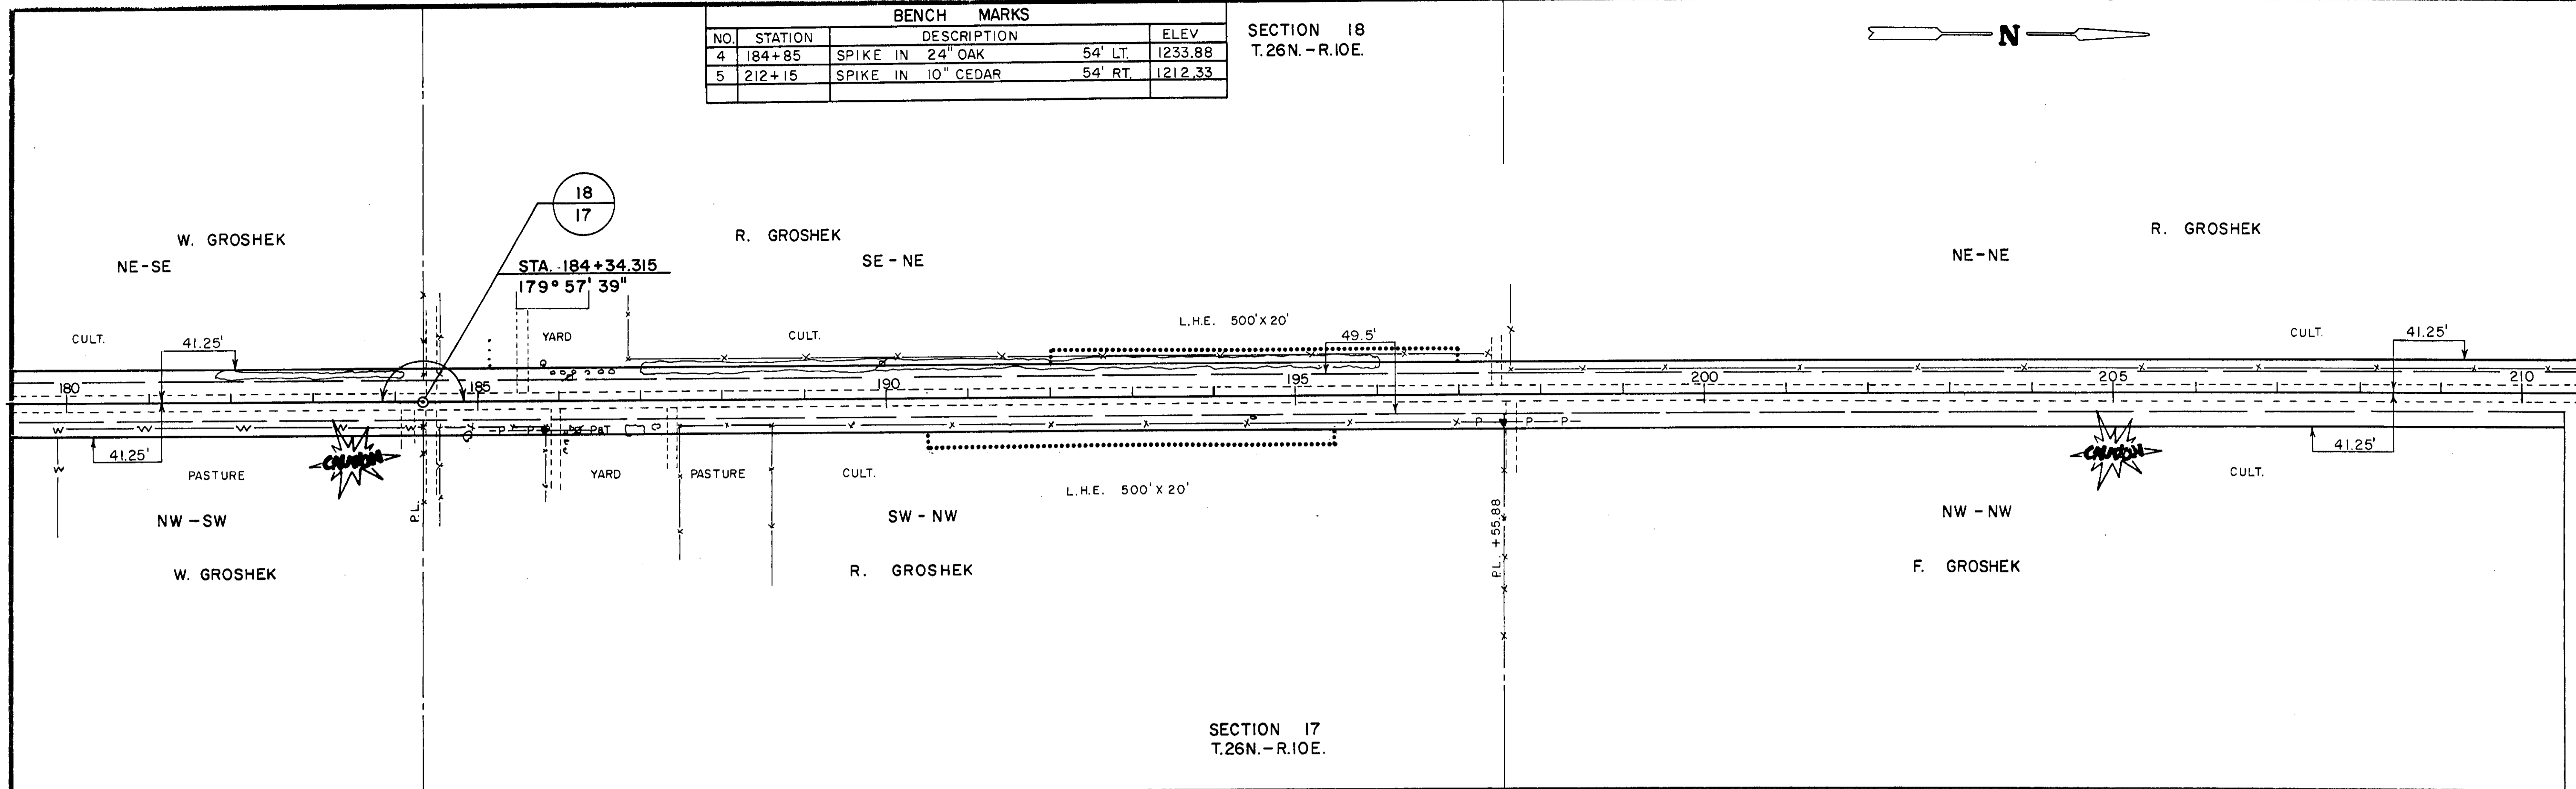 BENCH MARKS
NO. STATION DESCRIPTION ELEV
4 184+85 SPIKE IN 24" OAK 54' LT. 1233.88
5 212+15 SPIKE IN 10" CEDAR 54' RT. 1212.33
SECTION 18
T.26N.-R.10E.
N
18
17
W. GROSHEK
NE-SE
STA. 184+34.315
179° 57' 39"
R. GROSHEK
SE-NE
R. GROSHEK
NE-NE
CULT.
41.25'
YARD
CULT.
L.H.E. 500'X20'
49.5'
CULT.
41.25'
180
185
190
195
200
205
210
W W W W W
-P P P&T
P P P
W
41.25'
CAUTION
CAUTION
41.25'
PASTURE
YARD
PASTURE
CULT.
L.H.E. 500'X20'
CULT.
P.L.
P.L. +55.88
NW-SW
SW-NW
NW-NW
W. GROSHEK
R. GROSHEK
F. GROSHEK
SECTION 17
T.26N.-R.10E.